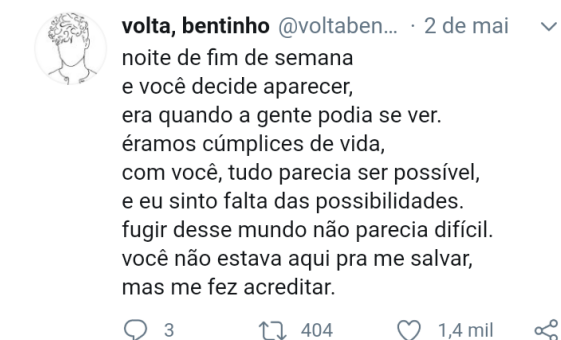 volta, bentinho @voltaben... · 2 de mai
noite de fim de semana
e você decide aparecer,
era quando a gente podia se ver.
éramos cúmplices de vida,
com você, tudo parecia ser possível,
e eu sinto falta das possibilidades.
fugir desse mundo não parecia difícil.
você não estava aqui pra me salvar,
mas me fez acreditar.
3 404 1,4 mil